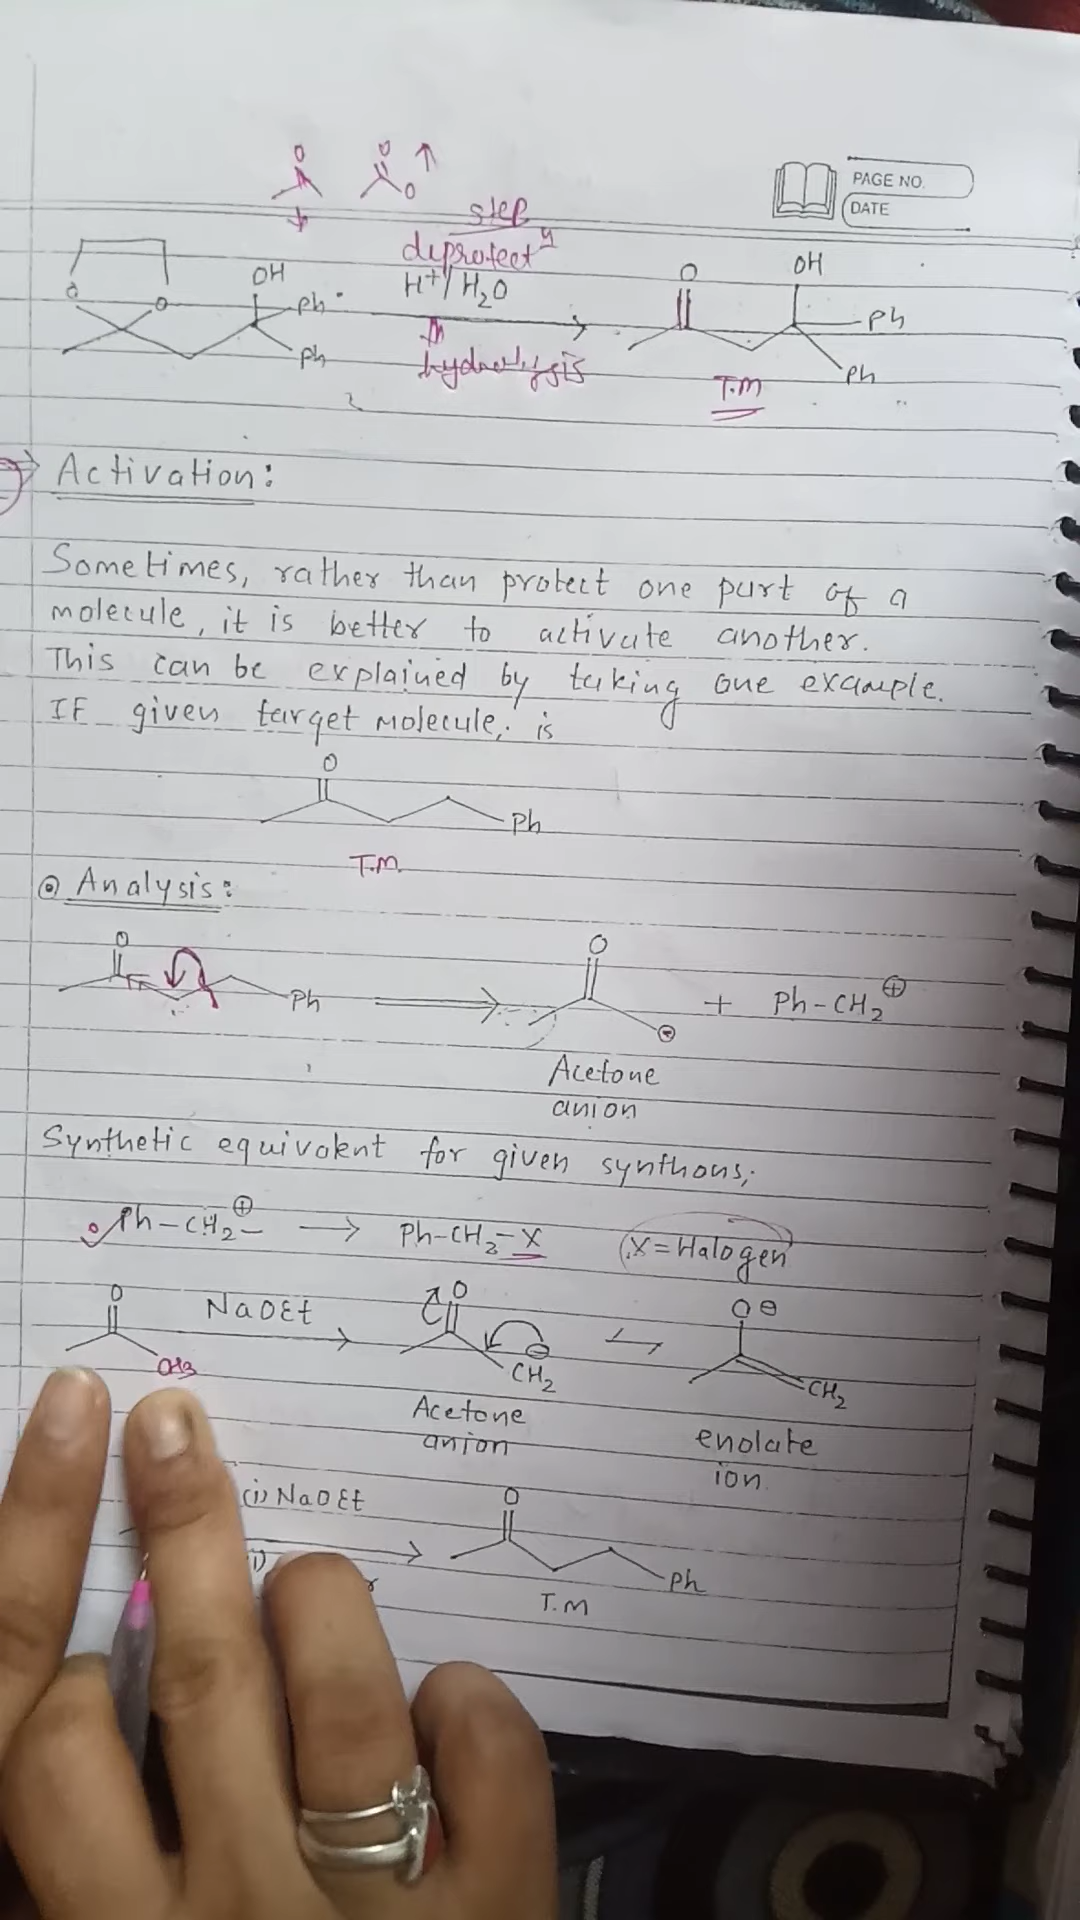 O O
O
PAGE NO.
DATE
step
deprotectⁿ
OH
H+/H2O
O
OH
O
O
Ph
Ph
hydrolysis
Ph
Ph
T.M
Activation:
Sometimes, rather than protect one part of a
molecule, it is better to activate another.
This can be explained by taking one example.
If given target molecule, is
O
Ph
T.M.
Analysis:
O
Ph
O
⊖
+ Ph-CH2⊕
Acetone
anion
Synthetic equivalent for given synthons;
Ph-CH2⊕ → Ph-CH2-X (X=Halogen
O
NaOEt
O
O⊖
CH3
CH2
CH2
Acetone
anion
enolate
ion
(i) NaOEt
O
Ph
T.M